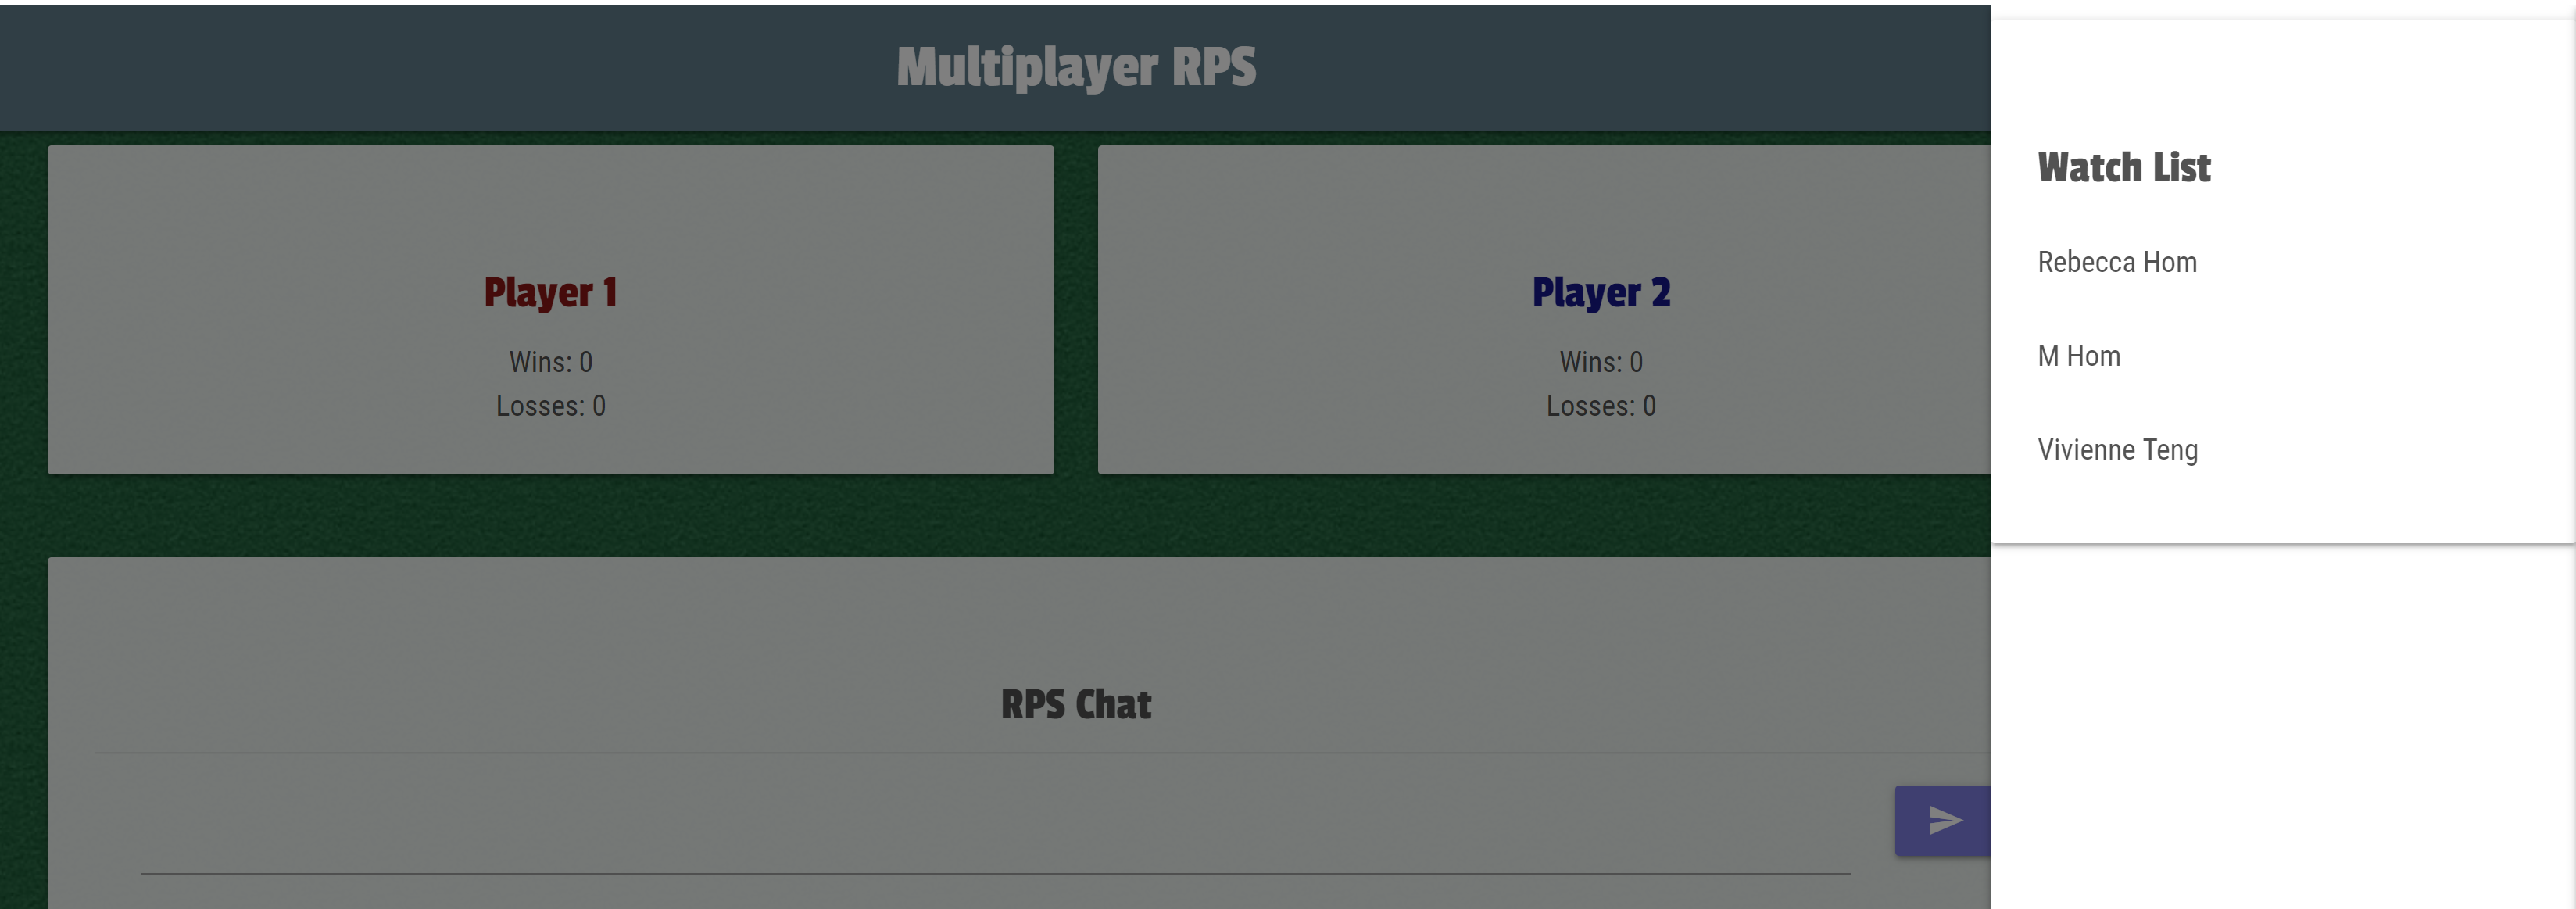 Multiplayer RPS
Player 1
Wins: 0
Losses: 0
Player 2
Wins: 0
Losses: 0
RPS Chat
Watch List
Rebecca Hom
M Hom
Vivienne Teng